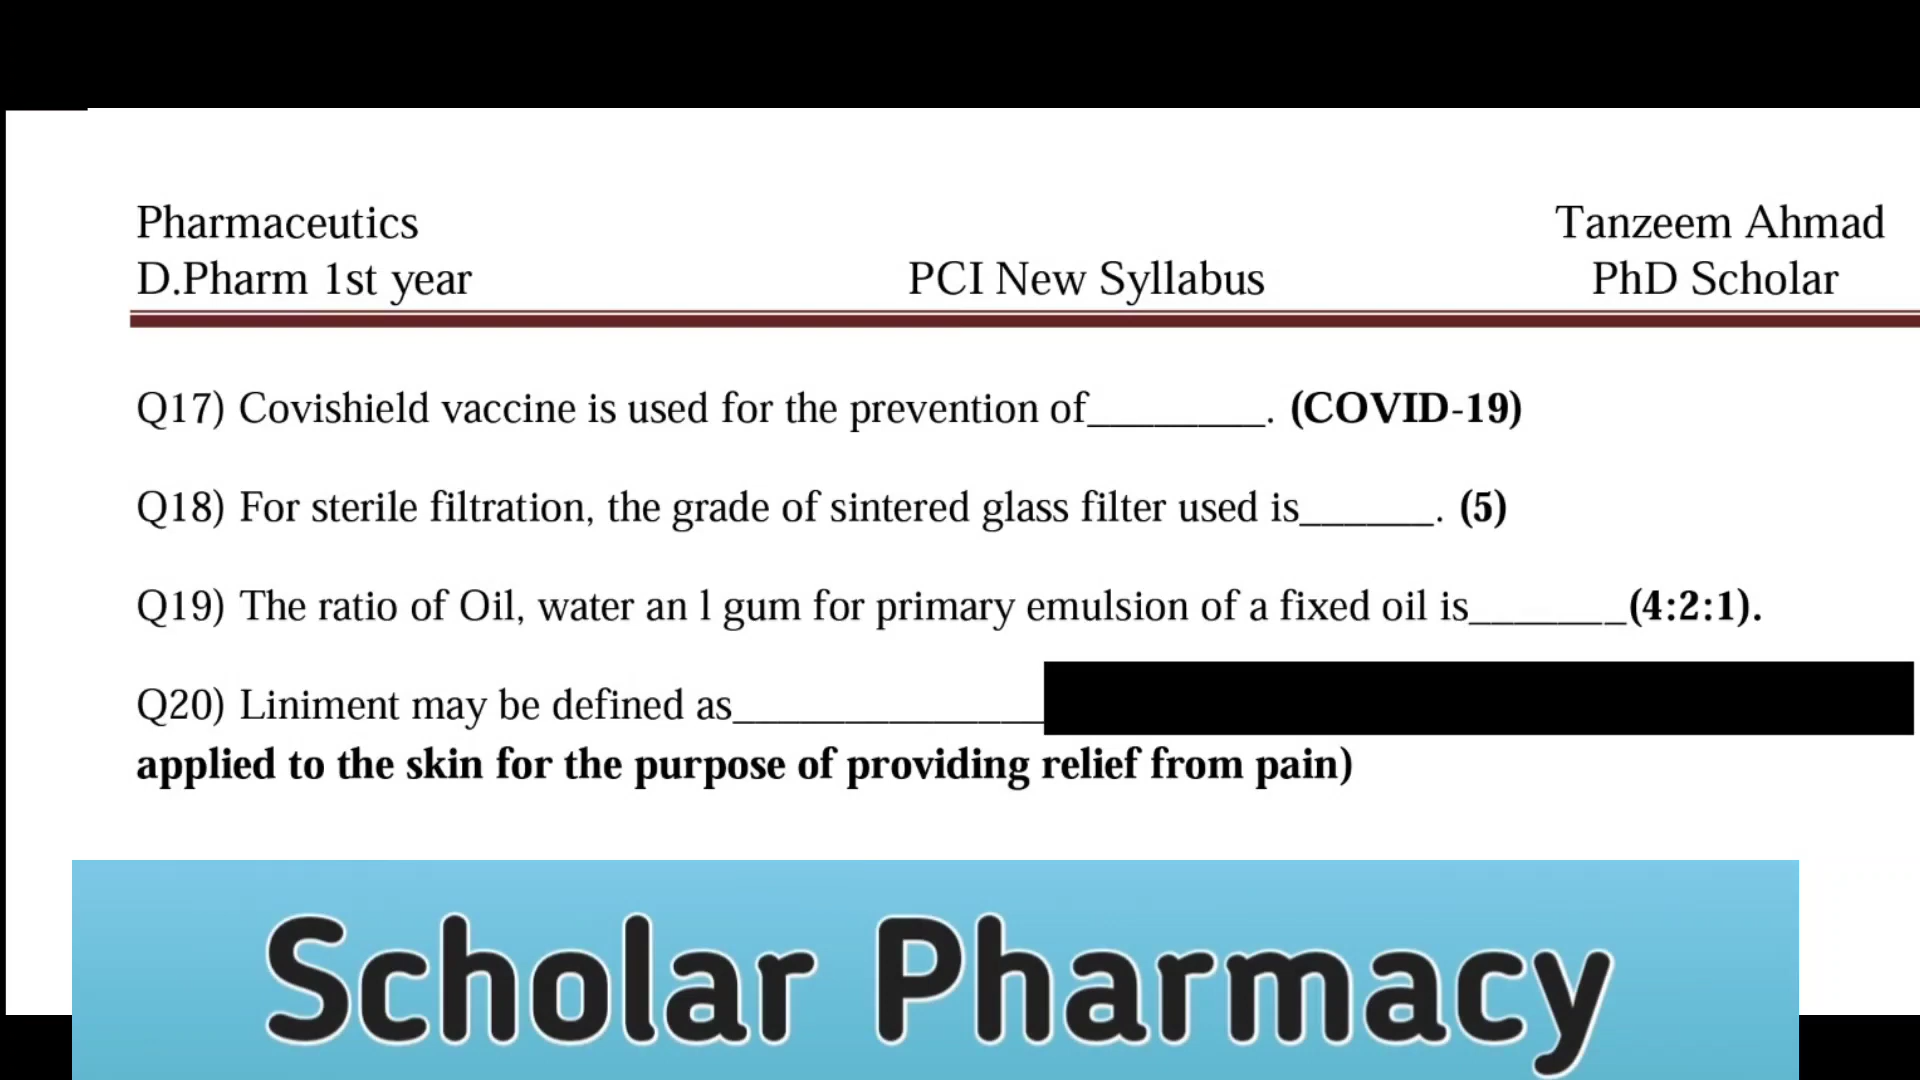 Pharmaceutics Tanzeem Ahmad
D.Pharm 1st year PCI New Syllabus PhD Scholar
Q17) Covishield vaccine is used for the prevention of________. (COVID-19)
Q18) For sterile filtration, the grade of sintered glass filter used is______. (5)
Q19) The ratio of Oil, water an l gum for primary emulsion of a fixed oil is_______(4:2:1).
Q20) Liniment may be defined as______________
applied to the skin for the purpose of providing relief from pain)
Scholar Pharmacy